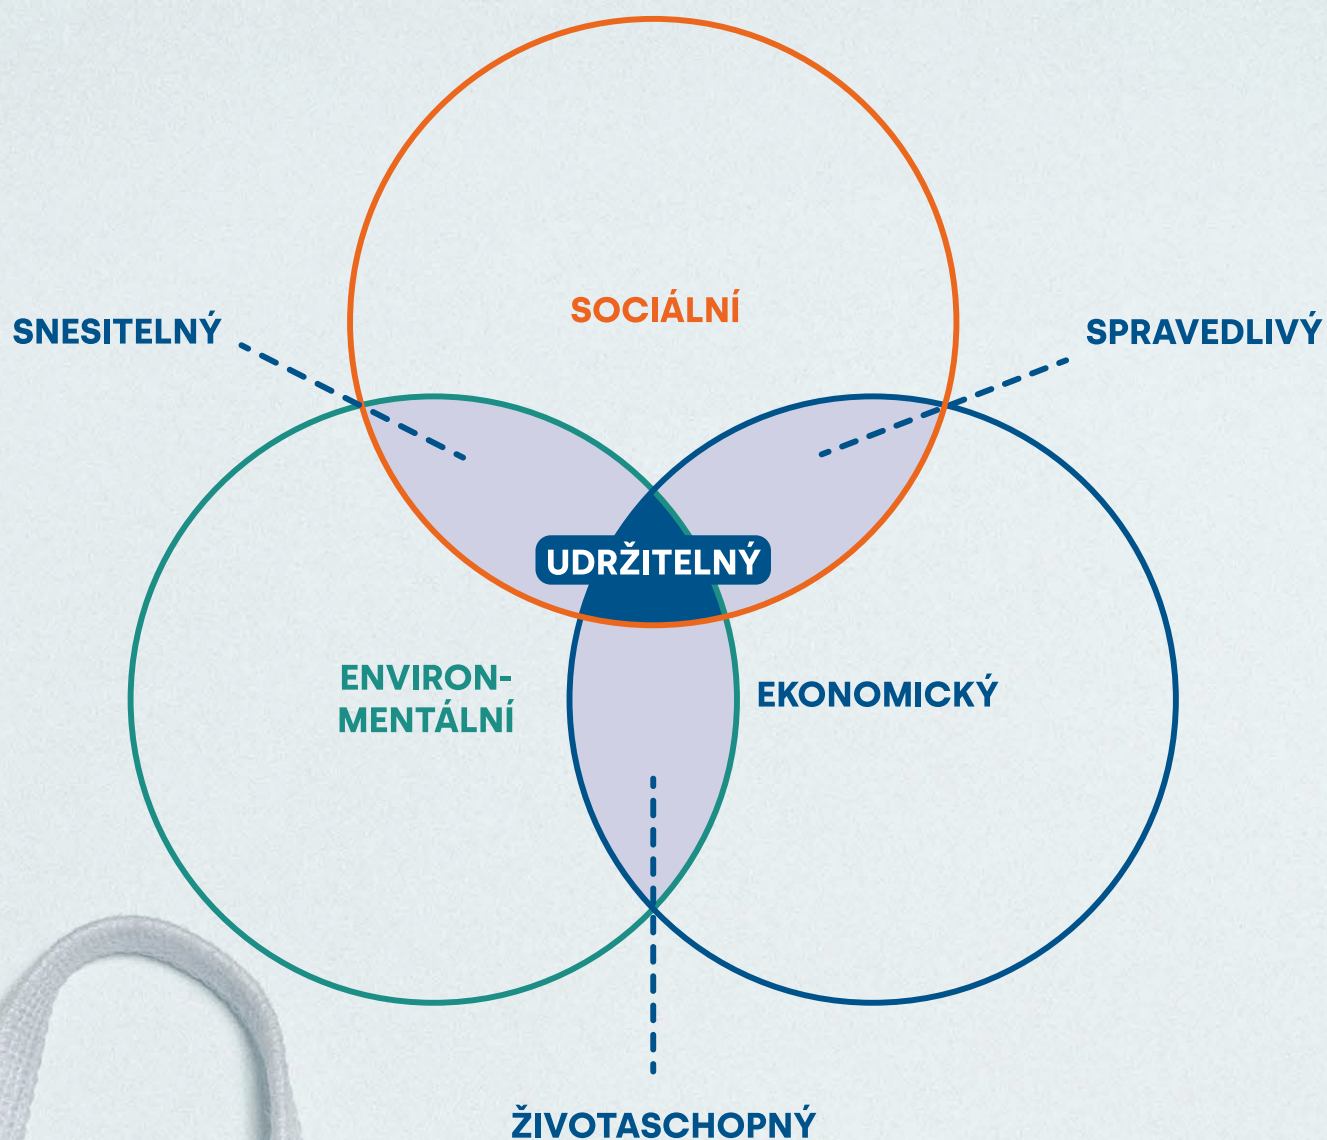 SOCIÁLNÍ
SNESITELNÝ
SPRAVEDLIVÝ
UDRŽITELNÝ
ENVIRON-
MENTÁLNÍ
EKONOMICKÝ
ŽIVOTASCHOPNÝ